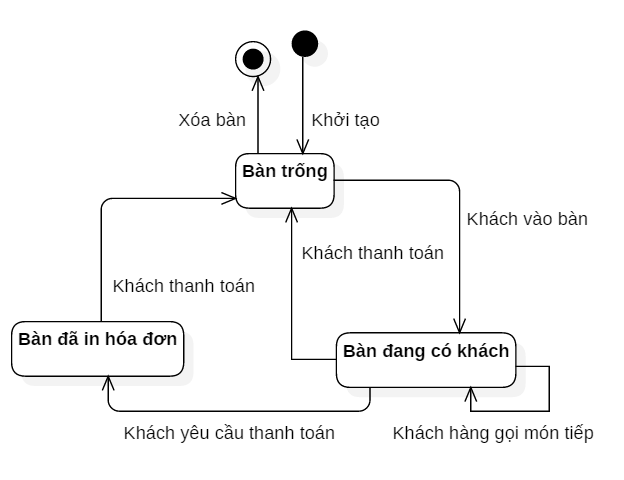 Xóa bàn
Khởi tạo
Bàn trống
Khách vào bàn
Khách thanh toán
Khách thanh toán
Bàn đã in hóa đơn
Bàn đang có khách
Khách yêu cầu thanh toán
Khách hàng gọi món tiếp